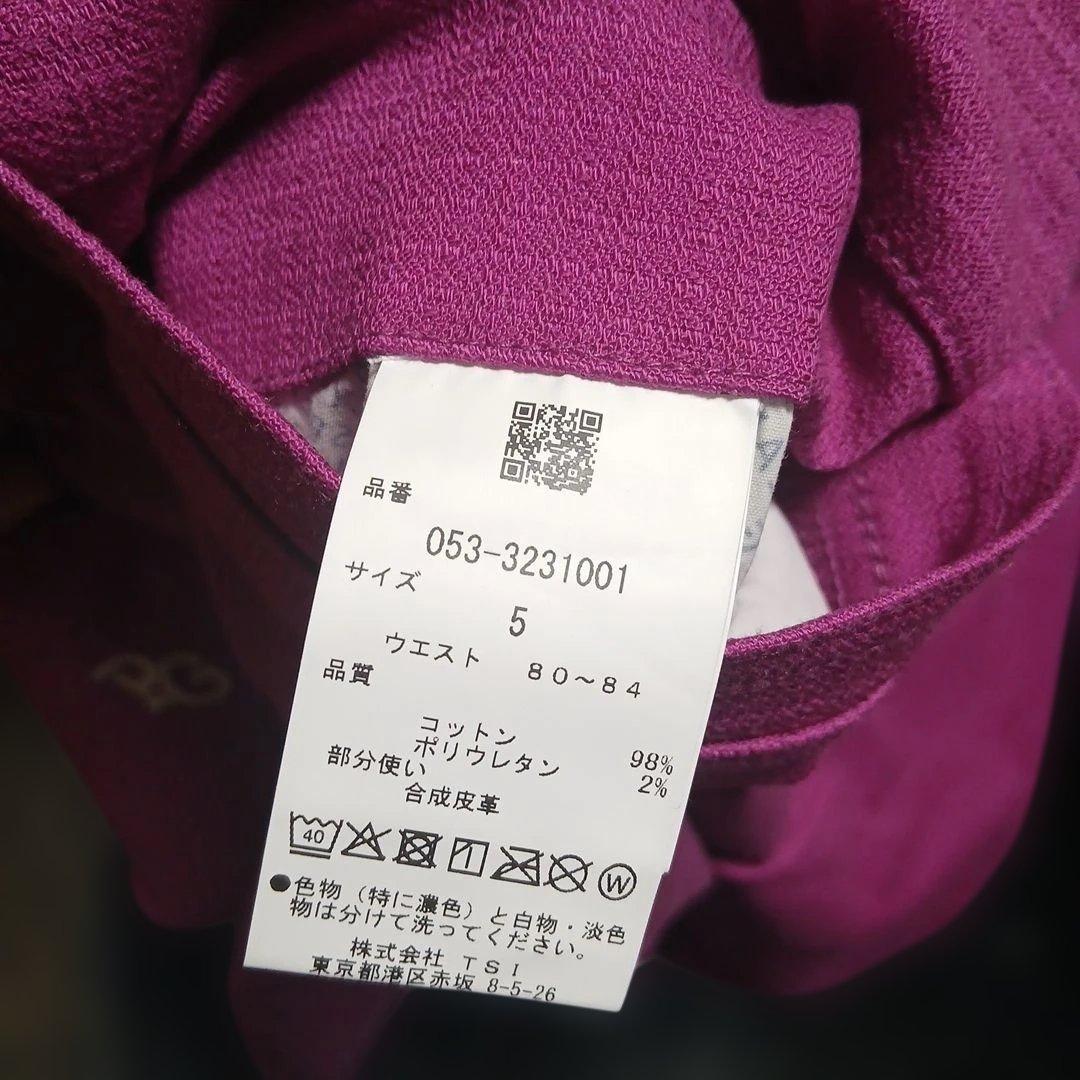 品番
053-3231001
サイズ
5
ウエスト 80～84
品質
コットン 98%
ポリウレタン 2%
部分使い
合成皮革
40
W
●色物（特に濃色）と白物・淡色
物は分けて洗ってください。
株式会社 TSI
東京都港区赤坂 8-5-26